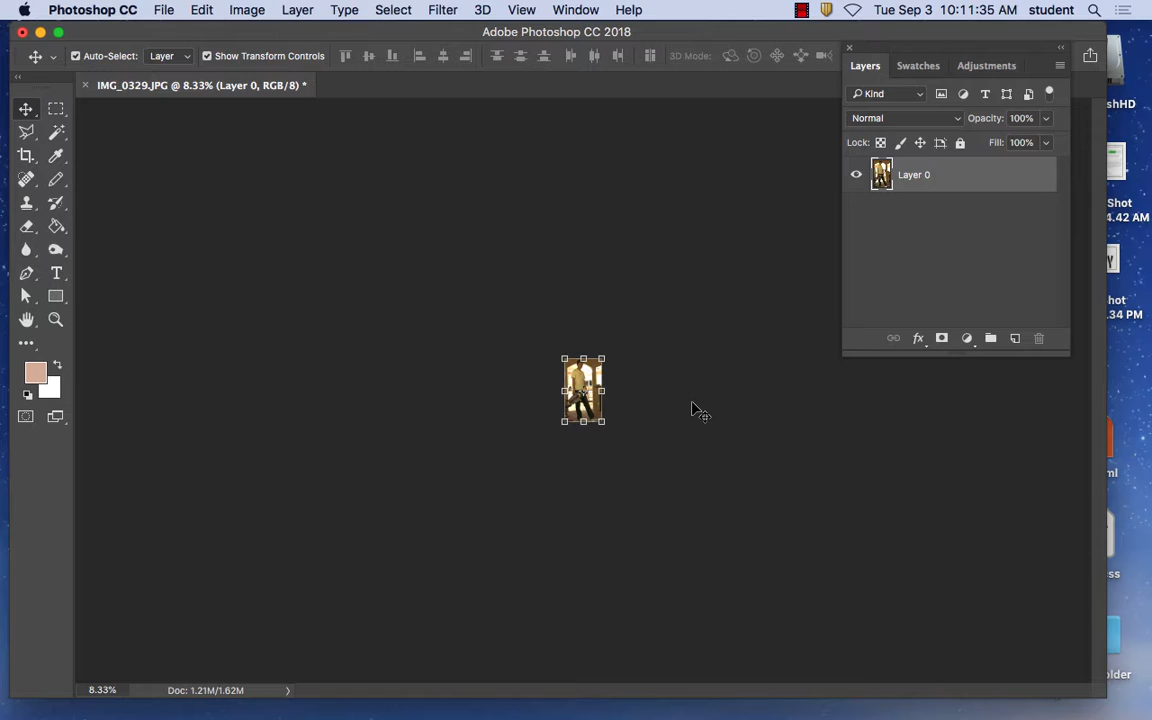 Photoshop CC File Edit Image Layer Type Select Filter 3D View Window Help Tue Sep 3 10:11:35 AM student
Adobe Photoshop CC 2018
Auto-Select: Layer Show Transform Controls 3D Mode:
IMG_0329.JPG @ 8.33% (Layer 0, RGB/8) *
Layers Swatches Adjustments
Kind
Normal Opacity: 100%
Lock: Fill: 100%
Layer 0
shHD
Shot
4.42 AM
hot
.34 PM
ml
ss
older
8.33% Doc: 1.21M/1.62M